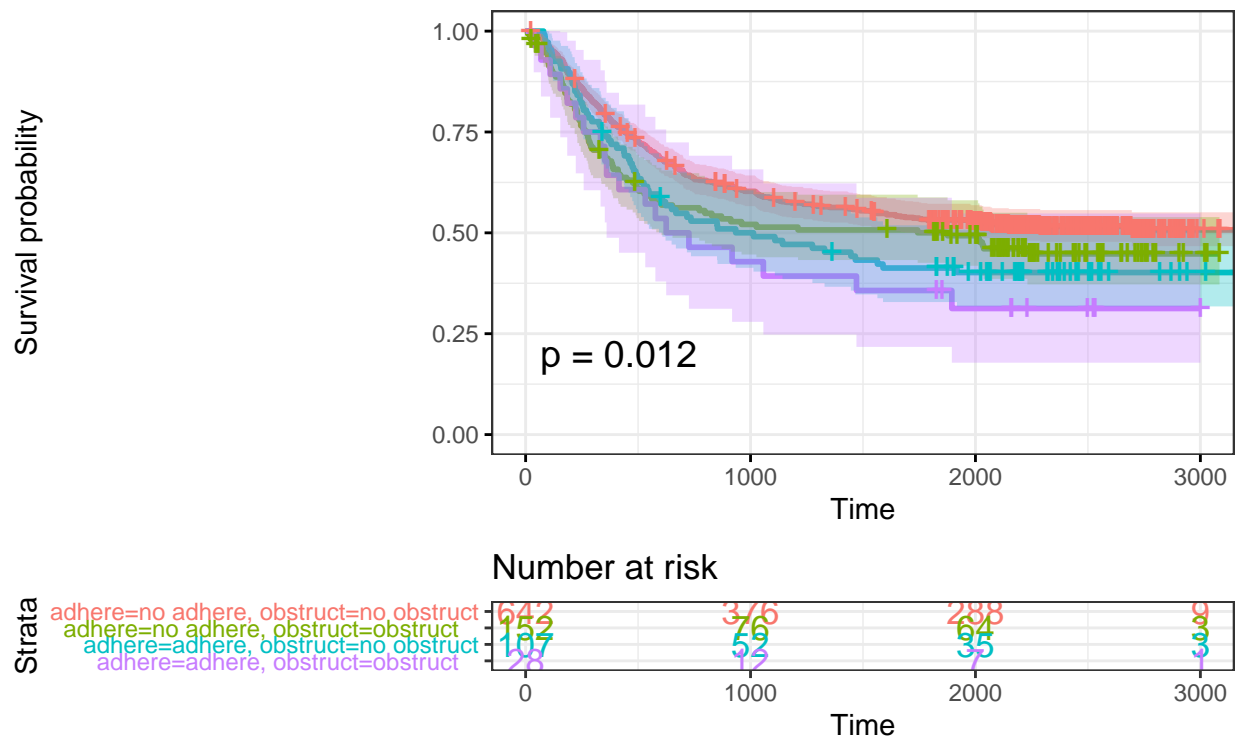 1.00
0.75
0.50
0.25
0.00
Survival probability
p = 0.012
0 1000 2000 3000
Time
Number at risk
Strata
adhere=no adhere, obstruct=no obstruct 642 376 288 9
adhere=no adhere, obstruct=obstruct 152 76 64 3
adhere=adhere, obstruct=no obstruct 107 52 35 3
adhere=adhere, obstruct=obstruct 28 12 7 1
0 1000 2000 3000
Time